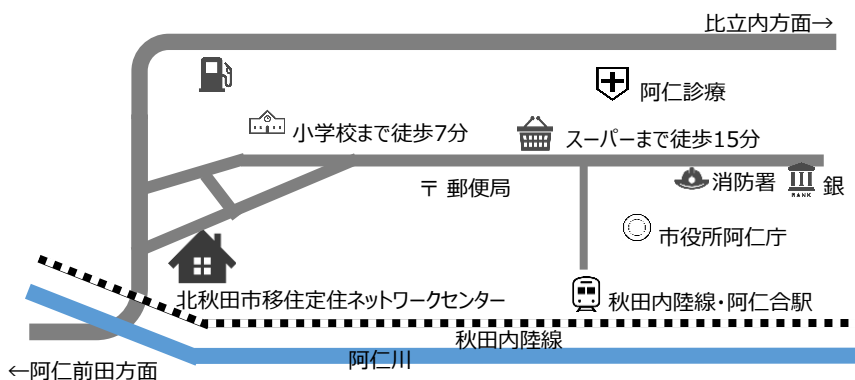 比立内方面→
阿仁診療
小学校まで徒歩7分
スーパーまで徒歩15分
〒 郵便局
消防署
BANK
銀
市役所阿仁庁
北秋田市移住定住ネットワークセンター
秋田内陸線・阿仁合駅
秋田内陸線
阿仁川
←阿仁前田方面